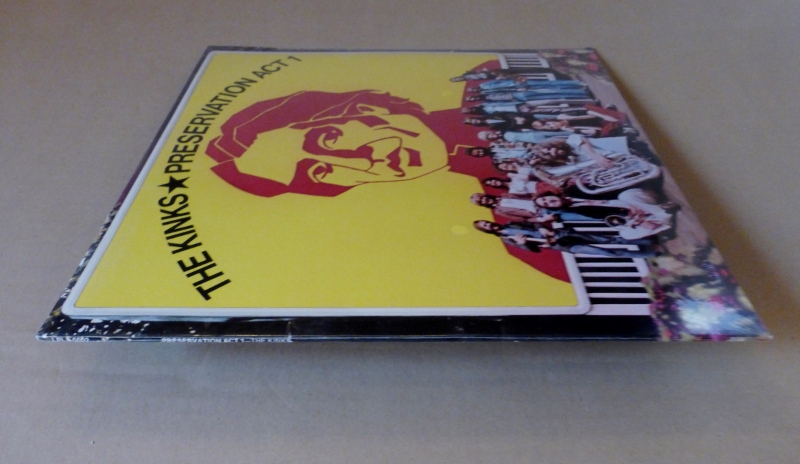 THE KINKS★PRESERVATION ACT 1
PRESERVATION ACT 1—THE KINKS